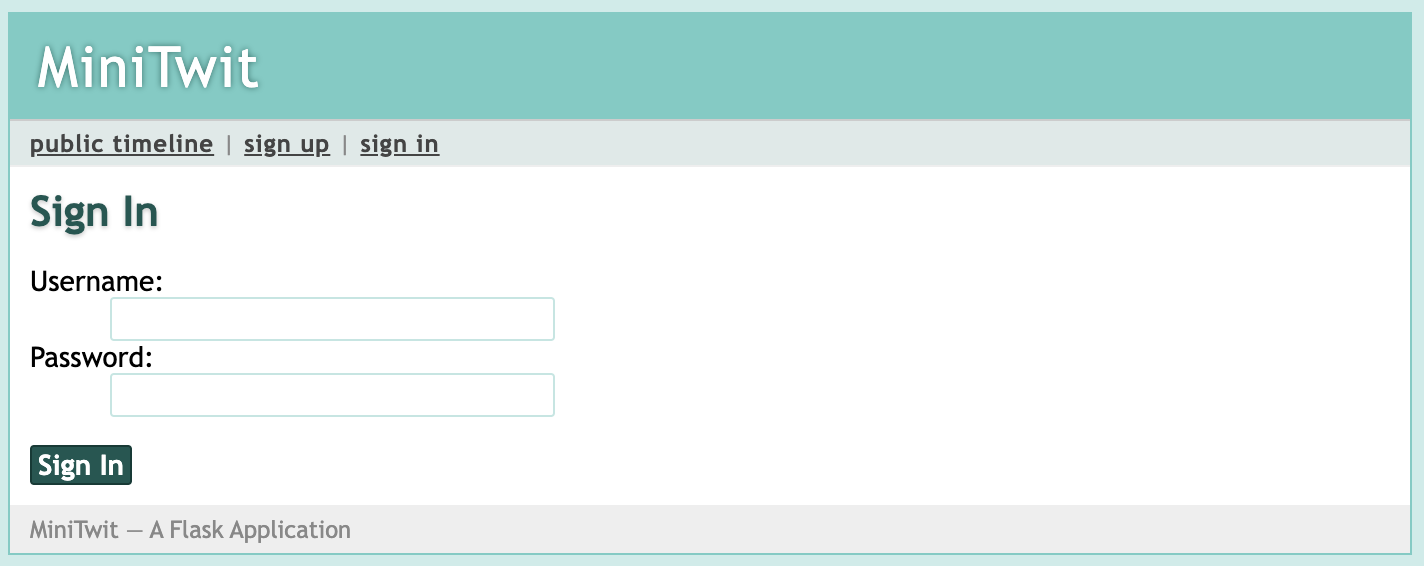 MiniTwit
public timeline | sign up | sign in
Sign In
Username:
Password:
Sign In
MiniTwit — A Flask Application